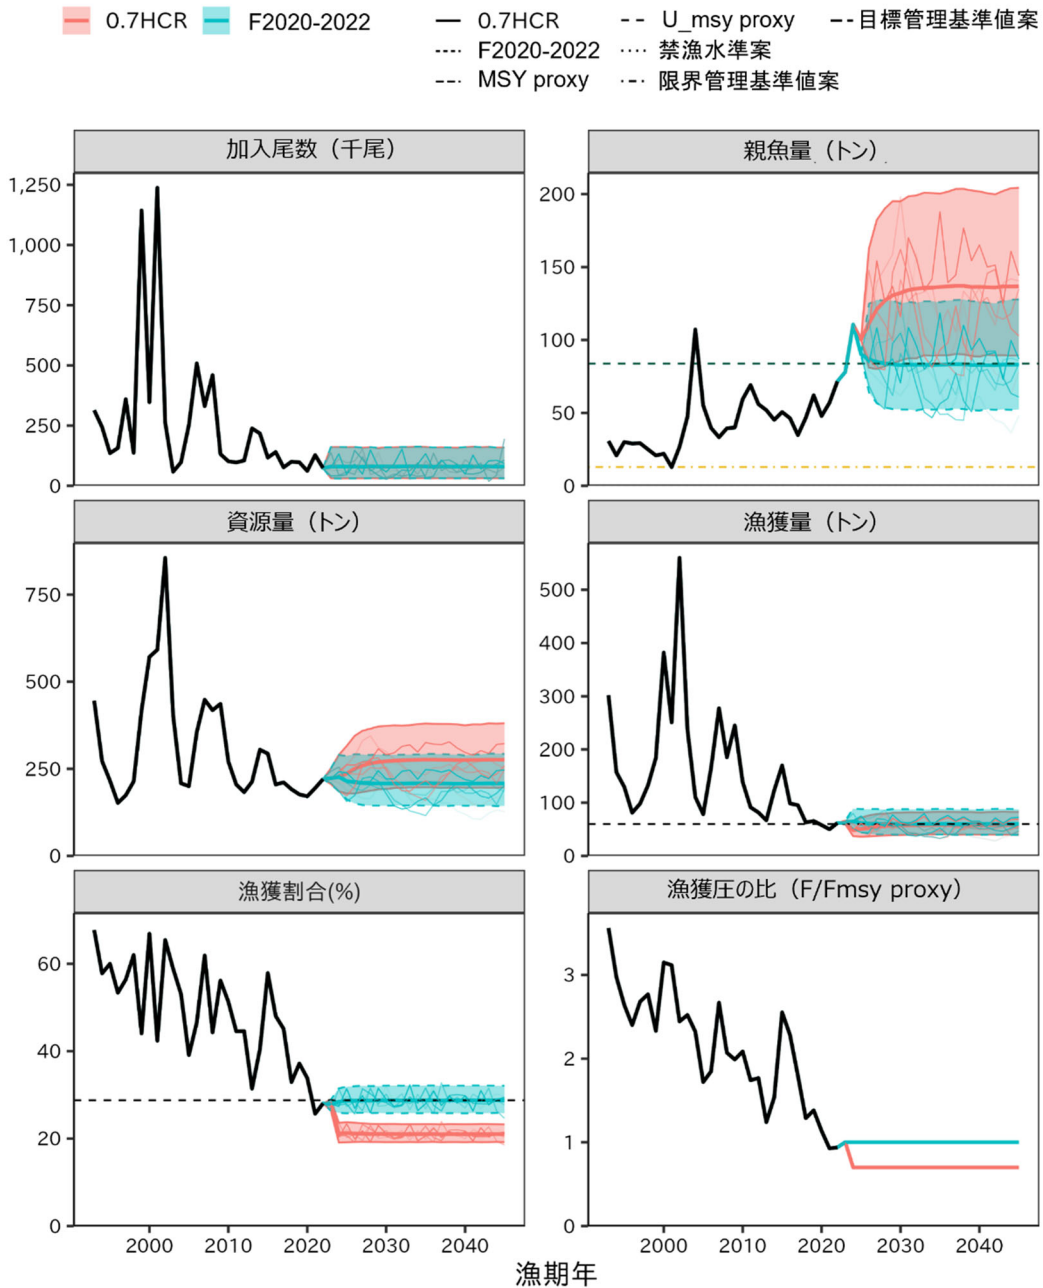 0.7HCR F2020-2022 0.7HCR U_msy proxy 目標管理基準値案
F2020-2022 禁漁水準案
MSY proxy 限界管理基準値案
加入尾数（千尾）
1,250
1,000
750
500
250
0
親魚量（トン）
200
150
100
50
0
資源量（トン）
750
500
250
0
漁獲量（トン）
500
400
300
200
100
0
漁獲割合(%)
60
40
20
0
2000 2010 2020 2030 2040
漁獲圧の比（F/Fmsy proxy）
3
2
1
0
2000 2010 2020 2030 2040
漁期年